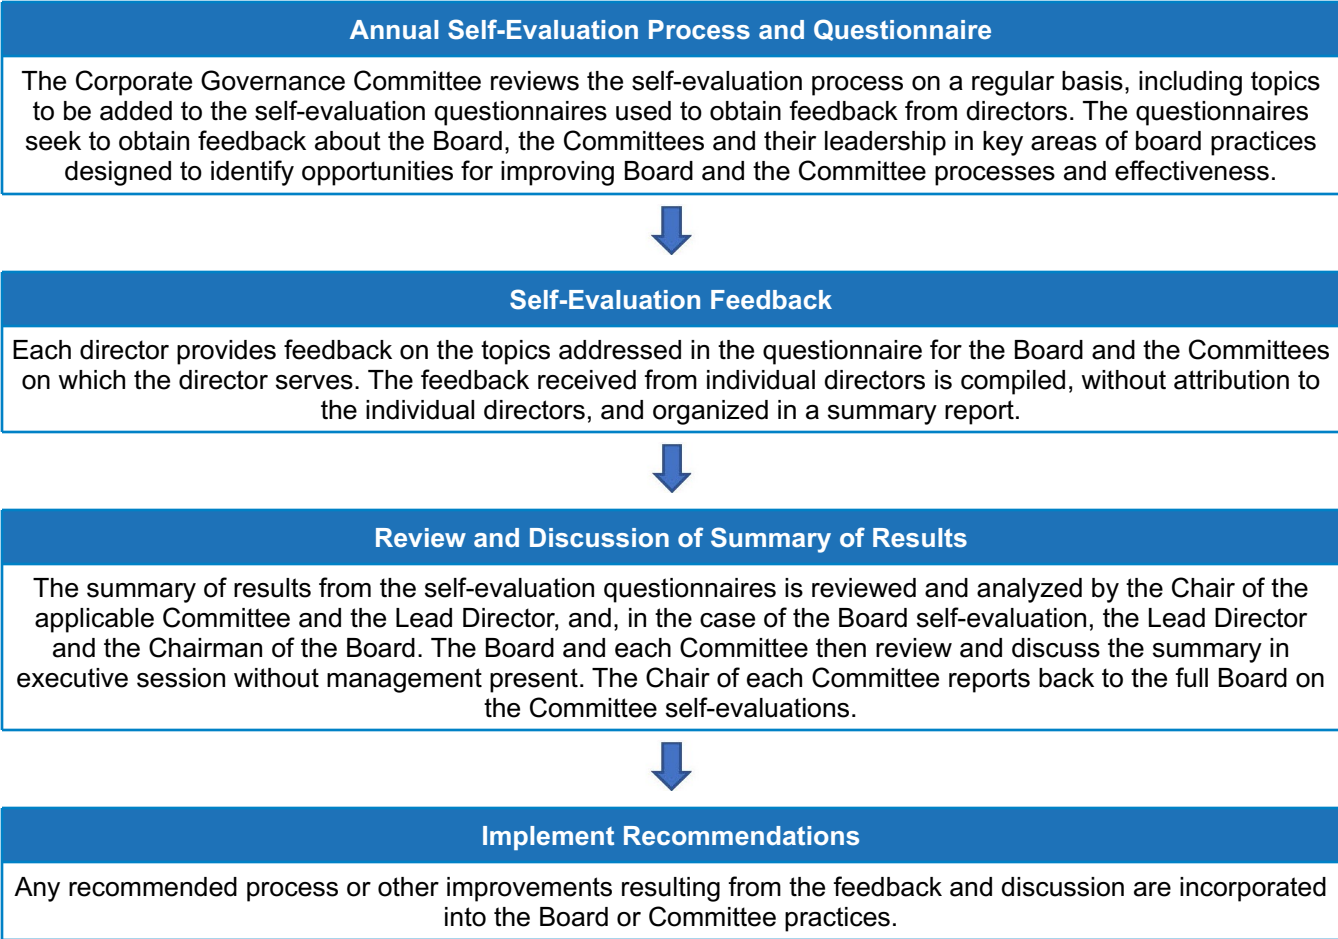 Annual Self-Evaluation Process and Questionnaire
The Corporate Governance Committee reviews the self-evaluation process on a regular basis, including topics
to be added to the self-evaluation questionnaires used to obtain feedback from directors. The questionnaires
seek to obtain feedback about the Board, the Committees and their leadership in key areas of board practices
designed to identify opportunities for improving Board and the Committee processes and effectiveness.
Self-Evaluation Feedback
Each director provides feedback on the topics addressed in the questionnaire for the Board and the Committees
on which the director serves. The feedback received from individual directors is compiled, without attribution to
the individual directors, and organized in a summary report.
Review and Discussion of Summary of Results
The summary of results from the self-evaluation questionnaires is reviewed and analyzed by the Chair of the
applicable Committee and the Lead Director, and, in the case of the Board self-evaluation, the Lead Director
and the Chairman of the Board. The Board and each Committee then review and discuss the summary in
executive session without management present. The Chair of each Committee reports back to the full Board on
the Committee self-evaluations.
Implement Recommendations
Any recommended process or other improvements resulting from the feedback and discussion are incorporated
into the Board or Committee practices.